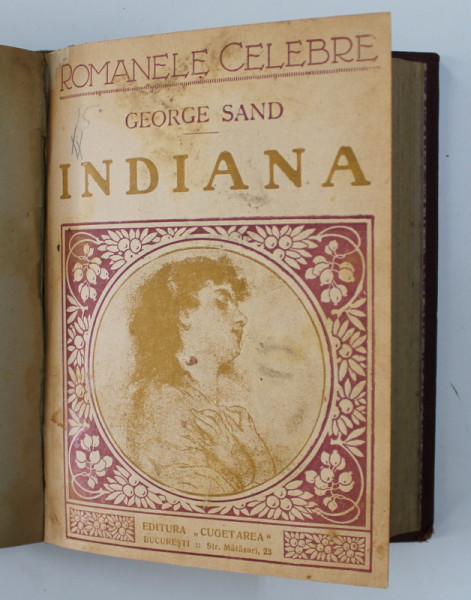 ROMANELE CELEBRE
GEORGE SAND
INDIANA
EDITURA „CUGETAREA"
BUCUREȘTI :: Str. Mătăsari, 23